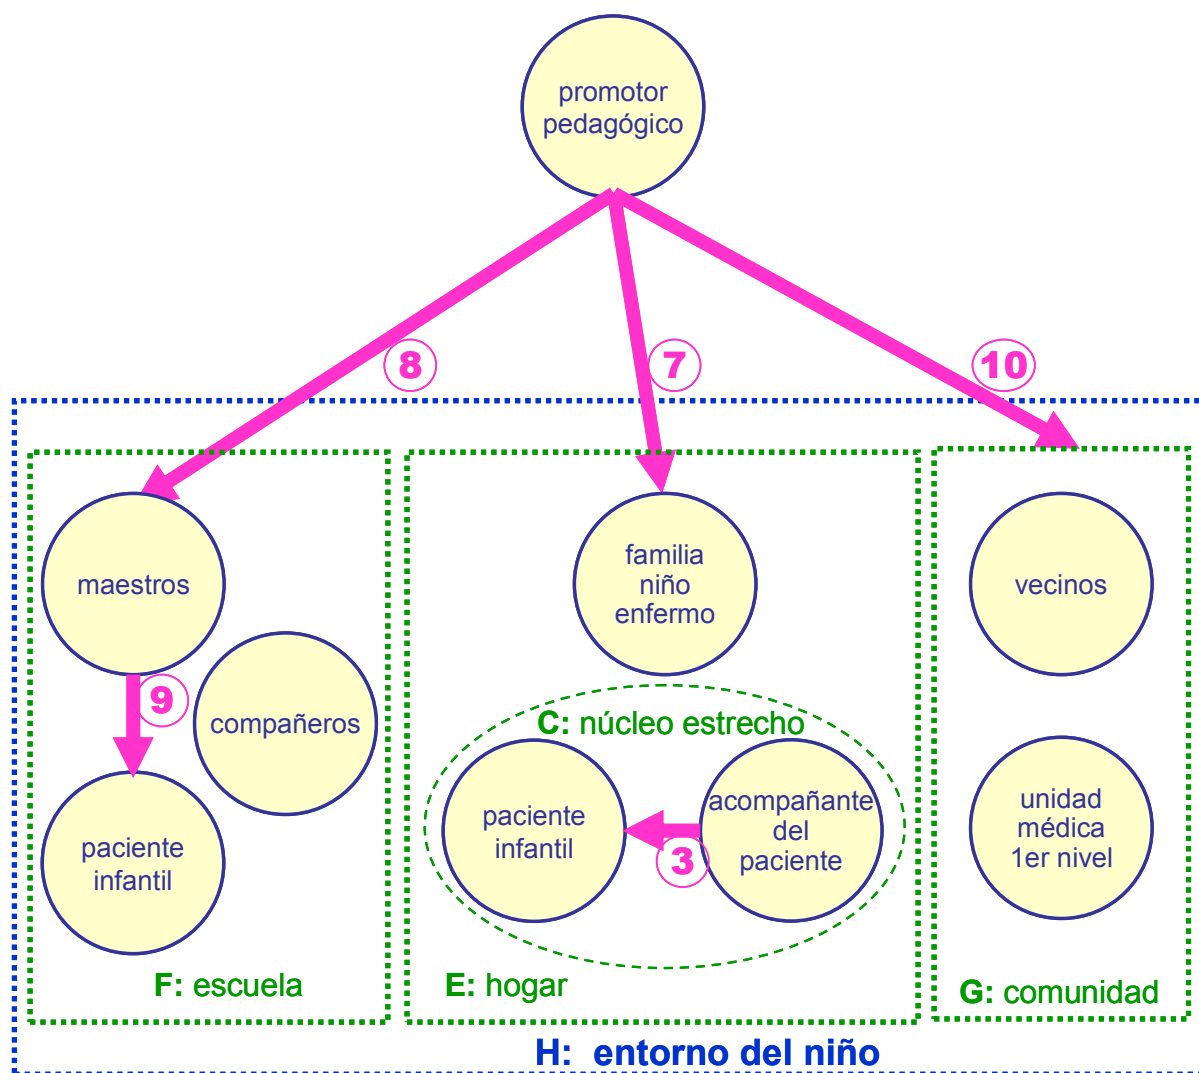 promotor
pedagógico
8
7
10
maestros
familia
niño
enfermo
vecinos
9
compañeros
C: núcleo estrecho
paciente
infantil
paciente
infantil
3
acompañante
del
paciente
unidad
médica
1er nivel
F: escuela
E: hogar
G: comunidad
H: entorno del niño